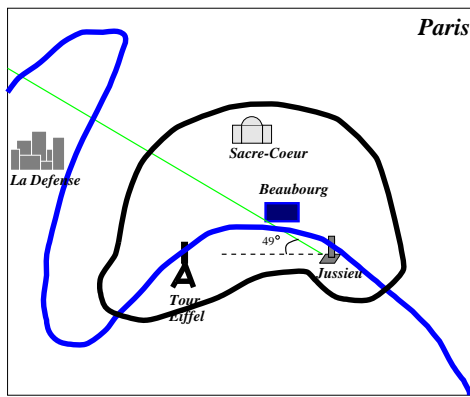 Paris
Sacre-Coeur
La Defense
Beaubourg
49°
Jussieu
Tour
Eiffel